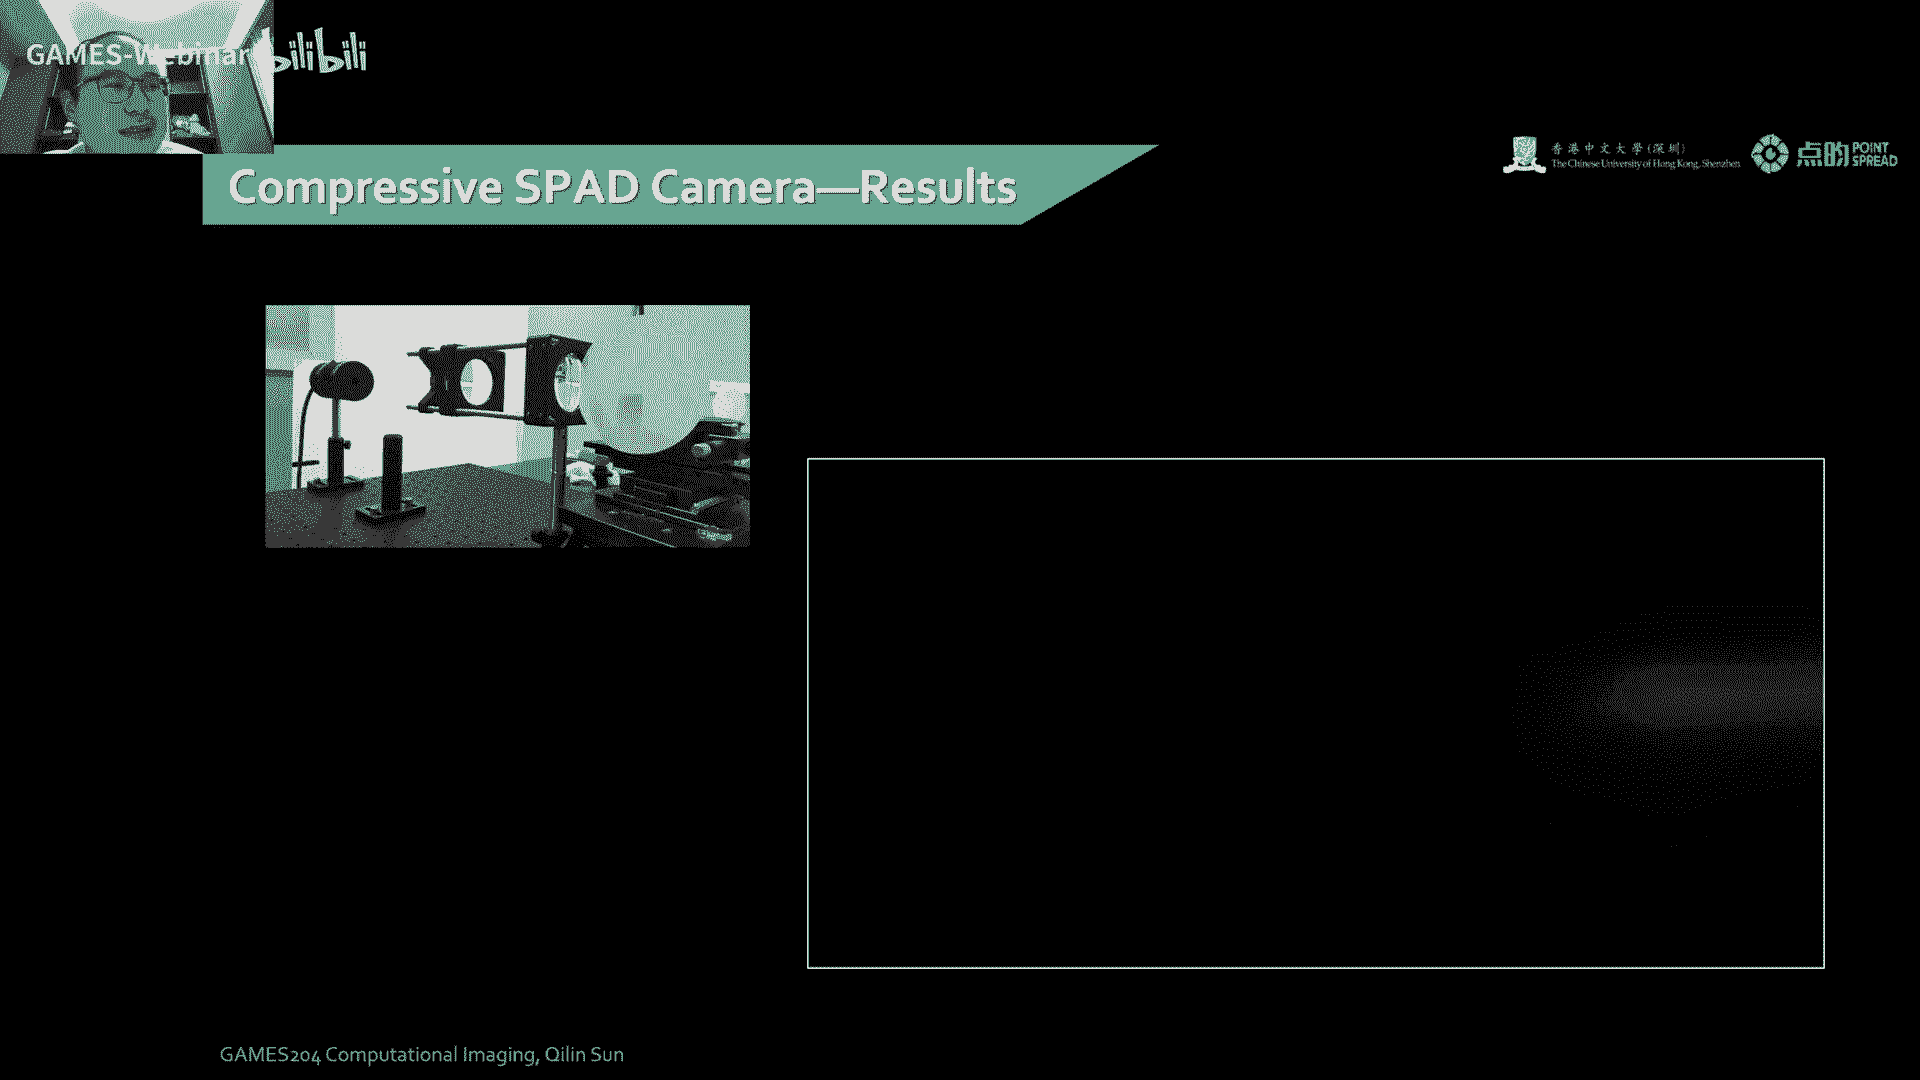 GAMES-Webinar
bilibili
Compressive SPAD Camera—Results
香港中文大學(深圳)
The Chinese University of Hong Kong, Shenzhen
点昀
POINT
SPREAD
GAMES204 Computational Imaging, Qilin Sun